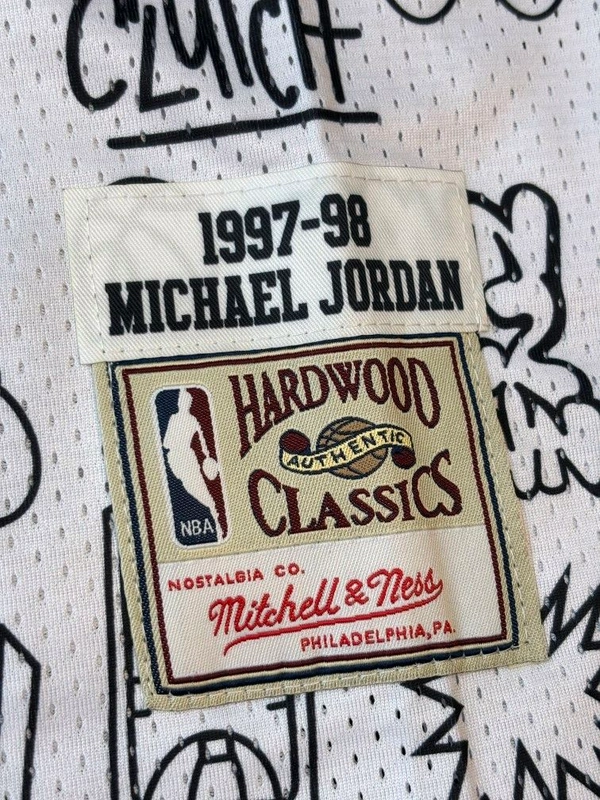 CLUTCH
1997-98
MICHAEL JORDAN
HARDWOOD
AUTHENTIC
CLASSICS
NBA
NOSTALGIA CO.
Mitchell & Ness
PHILADELPHIA, PA.